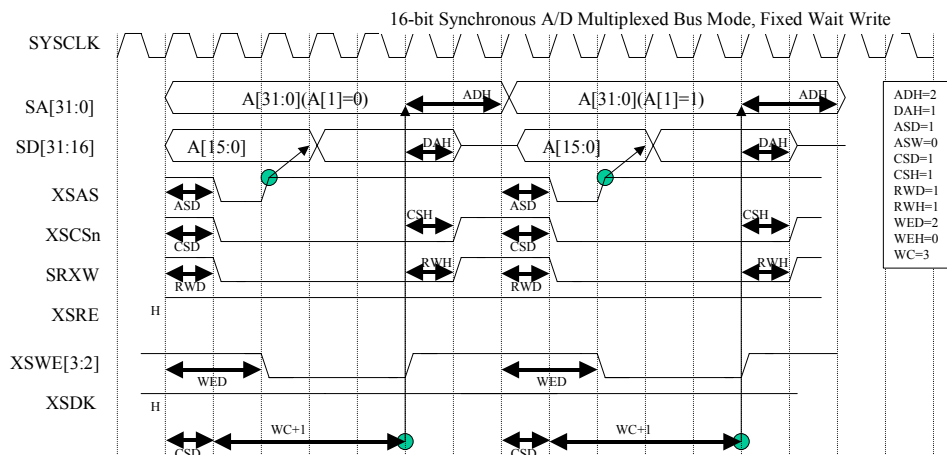 16-bit Synchronous A/D Multiplexed Bus Mode, Fixed Wait Write
SYSCLK
SA[31:0]
A[31:0](A[1]=0)
ADH
A[31:0](A[1]=1)
ADH
SD[31:16]
A[15:0]
DAH
A[15:0]
DAH
XSAS
ASD
ASD
XSCSn
CSD
CSH
CSD
CSH
SRXW
RWD
RWH
RWD
RWH
XSRE
H
XSWE[3:2]
WED
WED
XSDK
H
CSD
WC+1
CSD
WC+1
ADH=2
DAH=1
ASD=1
ASW=0
CSD=1
CSH=1
RWD=1
RWH=1
WED=2
WEH=0
WC=3